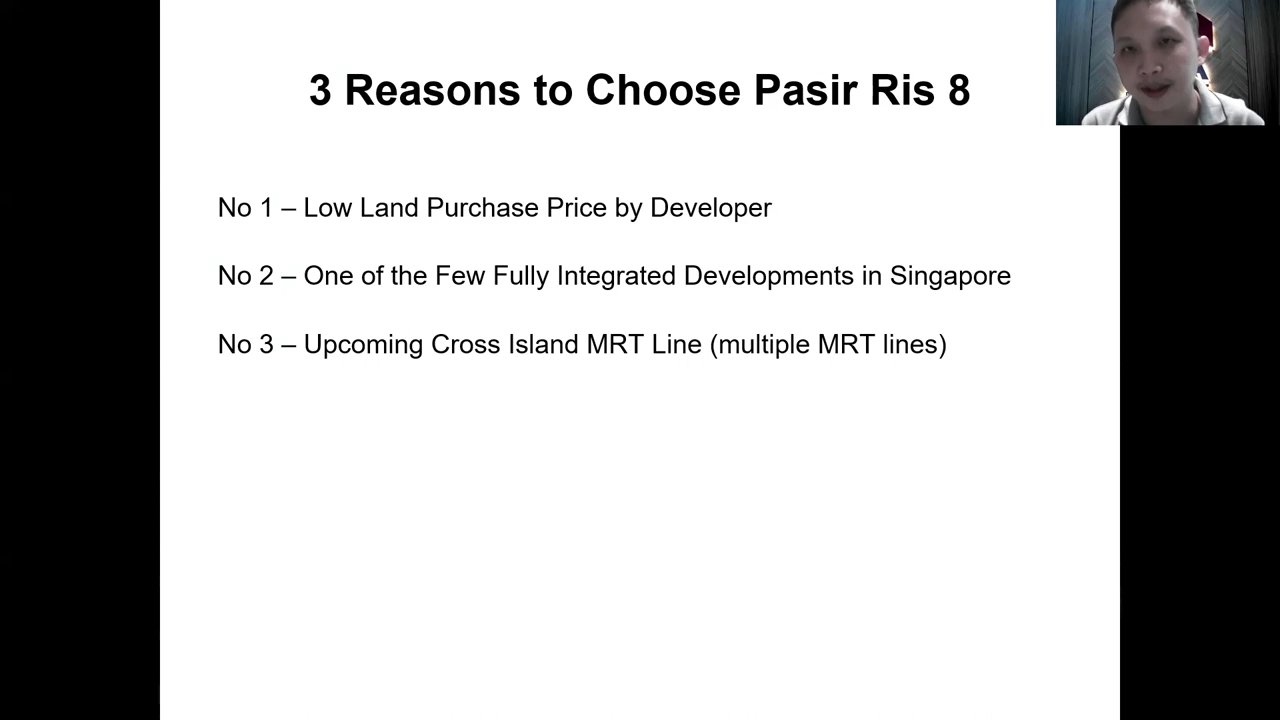 3 Reasons to Choose Pasir Ris 8
No 1 – Low Land Purchase Price by Developer
No 2 – One of the Few Fully Integrated Developments in Singapore
No 3 – Upcoming Cross Island MRT Line (multiple MRT lines)